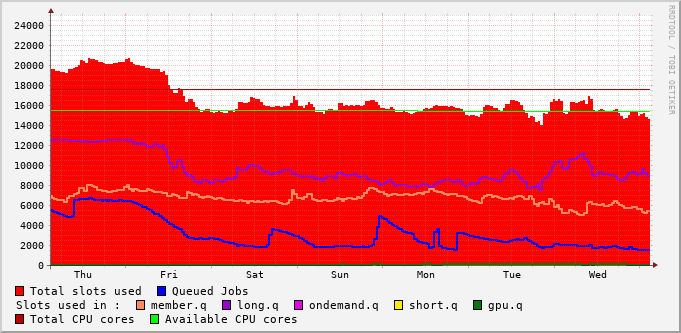 RRDTOOL / TOBI OETIKER
24000
22000
20000
18000
16000
14000
12000
10000
8000
6000
4000
2000
0
Thu Fri Sat Sun Mon Tue Wed
Total slots used Queued Jobs
Slots used in : member.q long.q ondemand.q short.q gpu.q
Total CPU cores Available CPU cores